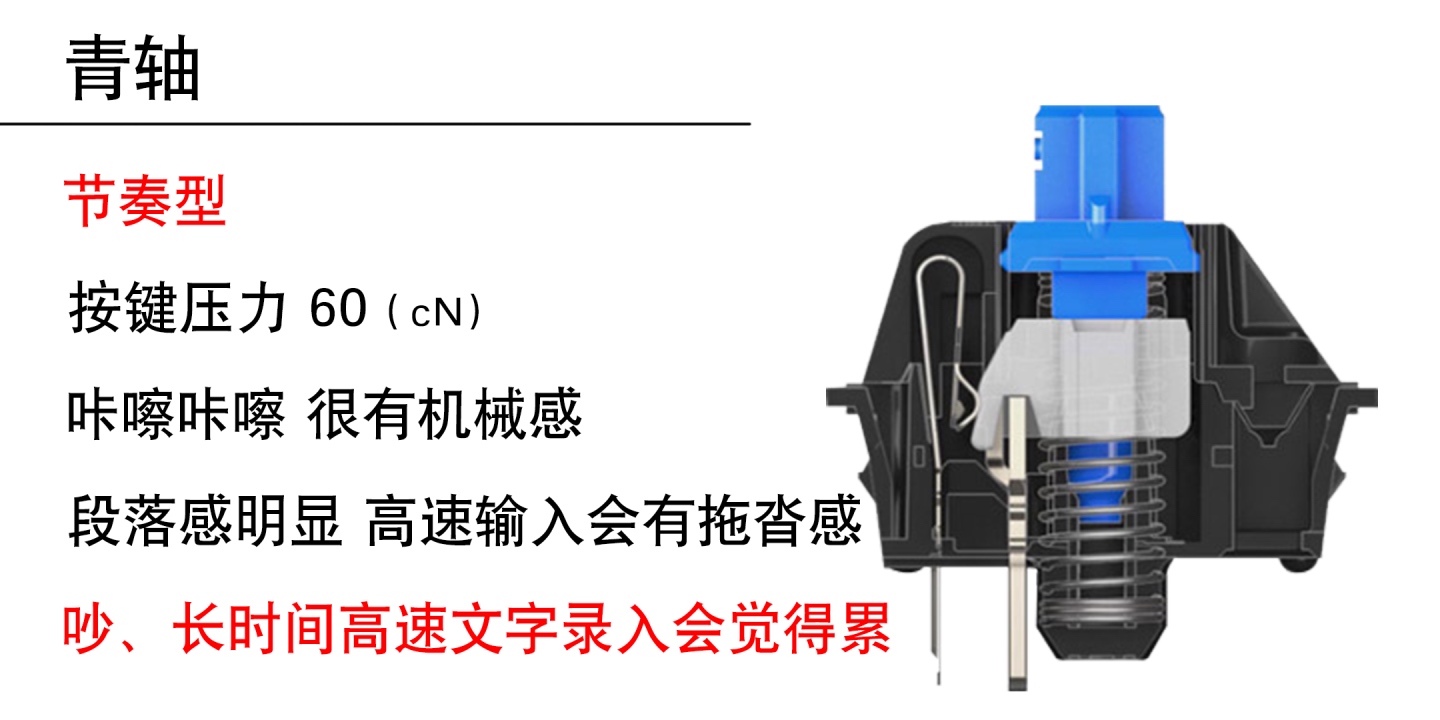 青轴
节奏型
按键压力 60（cN）
咔嚓咔嚓 很有机械感
段落感明显 高速输入会有拖沓感
吵、长时间高速文字录入会觉得累